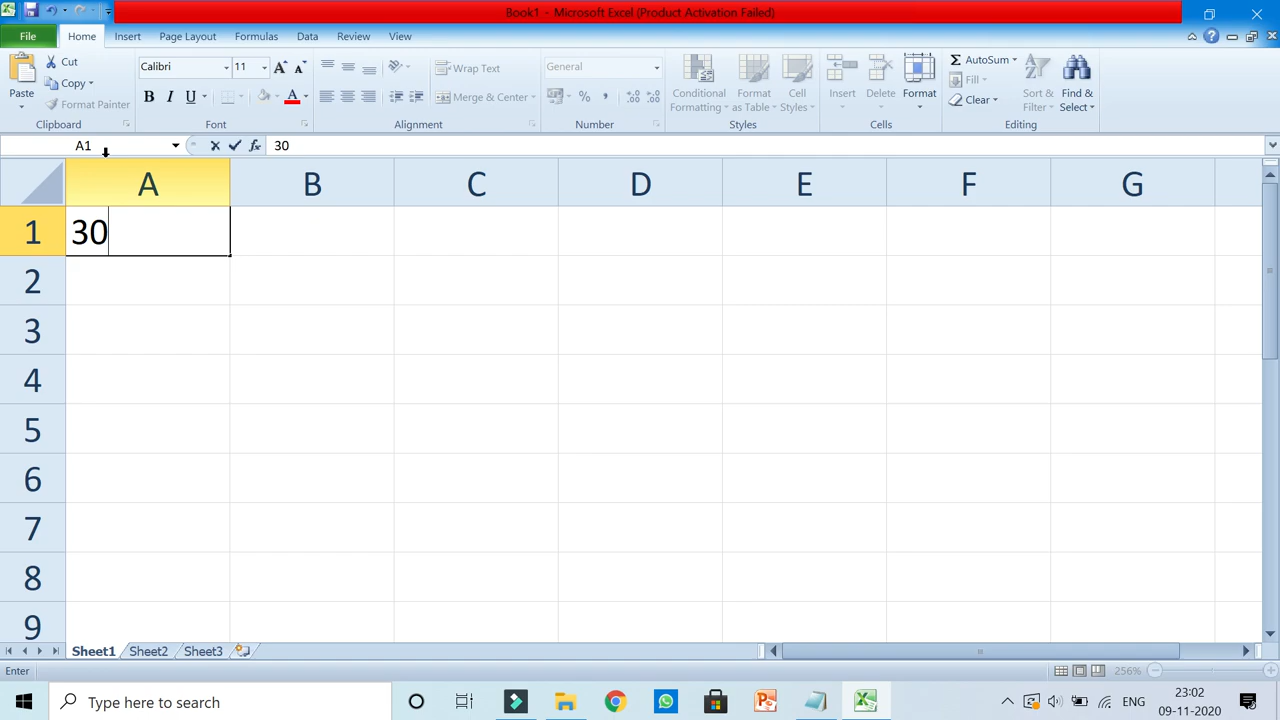 Book1 - Microsoft Excel (Product Activation Failed)
File Home Insert Page Layout Formulas Data Review View
Paste
Cut
Copy
Format Painter
Clipboard
Calibri 11
B I U
Font
Wrap Text
Merge & Center
Alignment
General
%
Number
Conditional Formatting
Format as Table
Cell Styles
Styles
Insert
Delete
Format
Cells
AutoSum
Fill
Clear
Sort & Filter
Find & Select
Editing
A1 fx 30
A B C D E F G
1 30
2
3
4
5
6
7
8
9
Sheet1 Sheet2 Sheet3
Enter 256%
Type here to search
ENG
23:02
09-11-2020